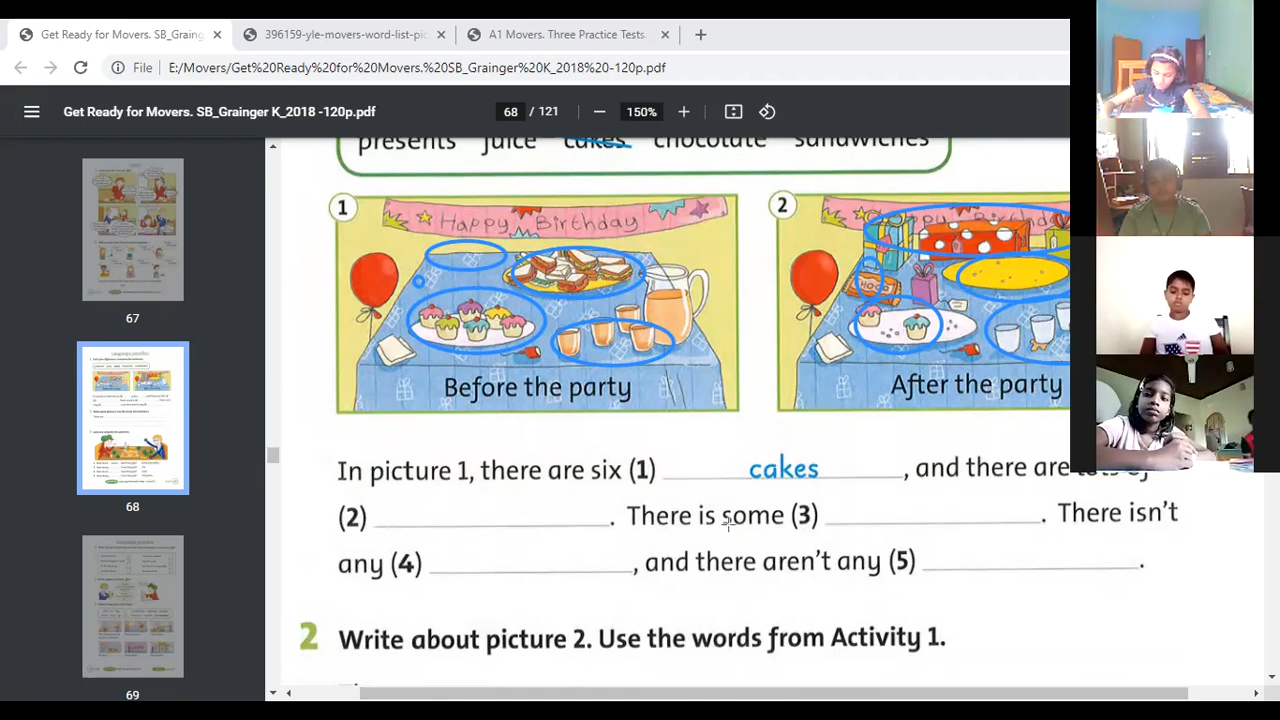 Get Ready for Movers. SB_Graing
396159-yle-movers-word-list-pic
A1 Movers. Three Practice Tests.
File E:/Movers/Get%20Ready%20for%20Movers.%20SB_Grainger%20K_2018%20-120p.pdf
Get Ready for Movers. SB_Grainger K_2018 -120p.pdf
68 / 121
150%
presents juice cakes chocolate sandwiches
1
Happy Birthday
Before the party
2
Happy Birthday
After the party
In picture 1, there are six (1) cakes, and there are lots of
(2) . There is some (3) . There isn't
any (4) , and there aren't any (5) .
2 Write about picture 2. Use the words from Activity 1.
67
68
69